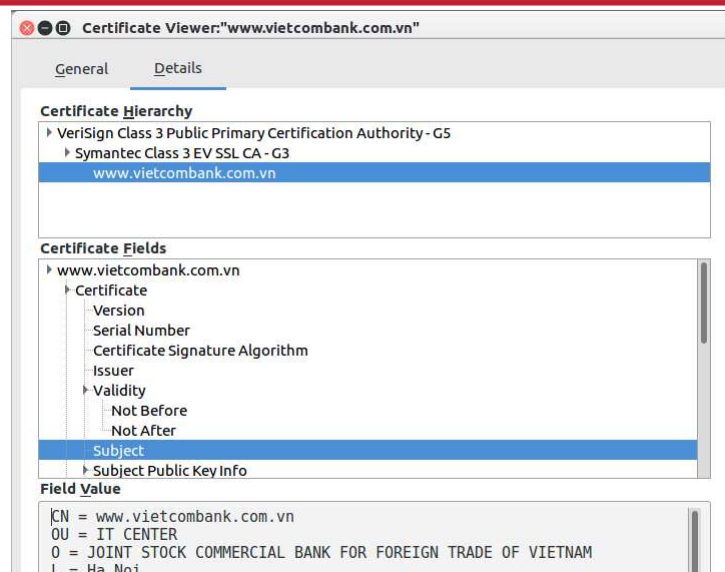 Certificate Viewer:"www.vietcombank.com.vn"
General Details
Certificate Hierarchy
VeriSign Class 3 Public Primary Certification Authority - G5
Symantec Class 3 EV SSL CA - G3
www.vietcombank.com.vn
Certificate Fields
www.vietcombank.com.vn
Certificate
Version
Serial Number
Certificate Signature Algorithm
Issuer
Validity
Not Before
Not After
Subject
Subject Public Key Info
Field Value
CN = www.vietcombank.com.vn
OU = IT CENTER
O = JOINT STOCK COMMERCIAL BANK FOR FOREIGN TRADE OF VIETNAM
L = Ha Noi